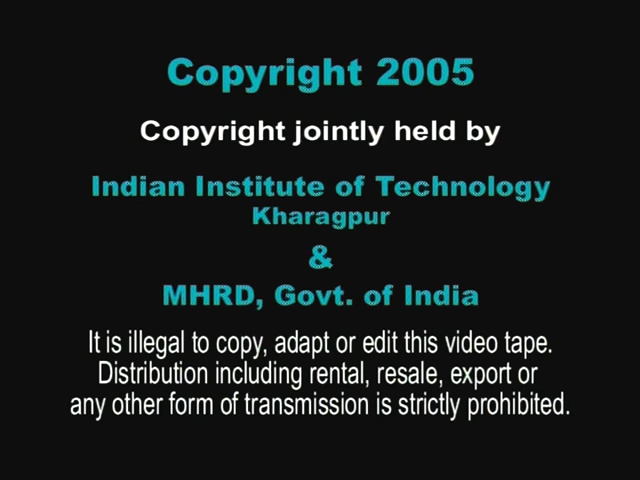 Copyright 2005
Copyright jointly held by
Indian Institute of Technology
Kharagpur
&
MHRD, Govt. of India
It is illegal to copy, adapt or edit this video tape.
Distribution including rental, resale, export or
any other form of transmission is strictly prohibited.